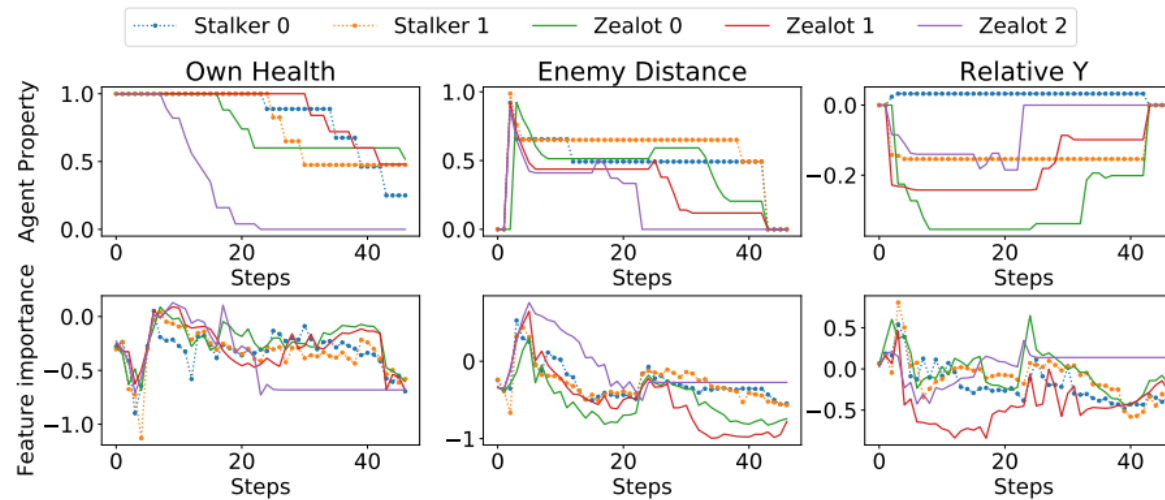 Stalker 0 Stalker 1 Zealot 0 Zealot 1 Zealot 2
Own Health Enemy Distance Relative Y
Agent Property
1.0 0.5 0.0
1.0 0.5 0.0
0.0 −0.2
0 20 40 0 20 40 0 20 40
Steps Steps Steps
Feature importance
0.0 −0.5 −1.0
0 −1
0.5 0.0 −0.5
0 20 40 0 20 40 0 20 40
Steps Steps Steps